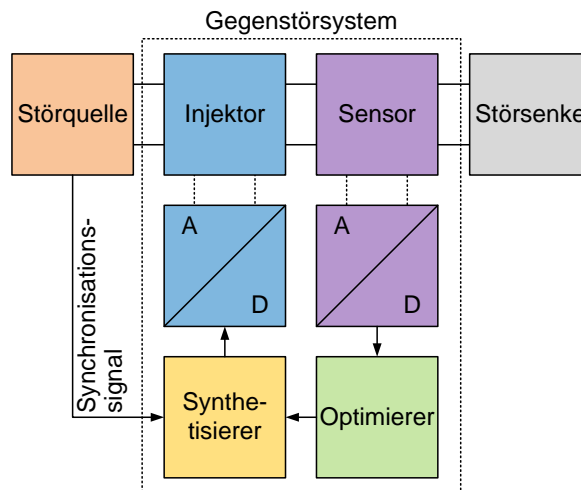 Gegenstörsystem
Störquelle
Injektor
Sensor
Störsenke
A
D
A
D
Synchronisations-
signal
Synthe-
tisierer
Optimierer